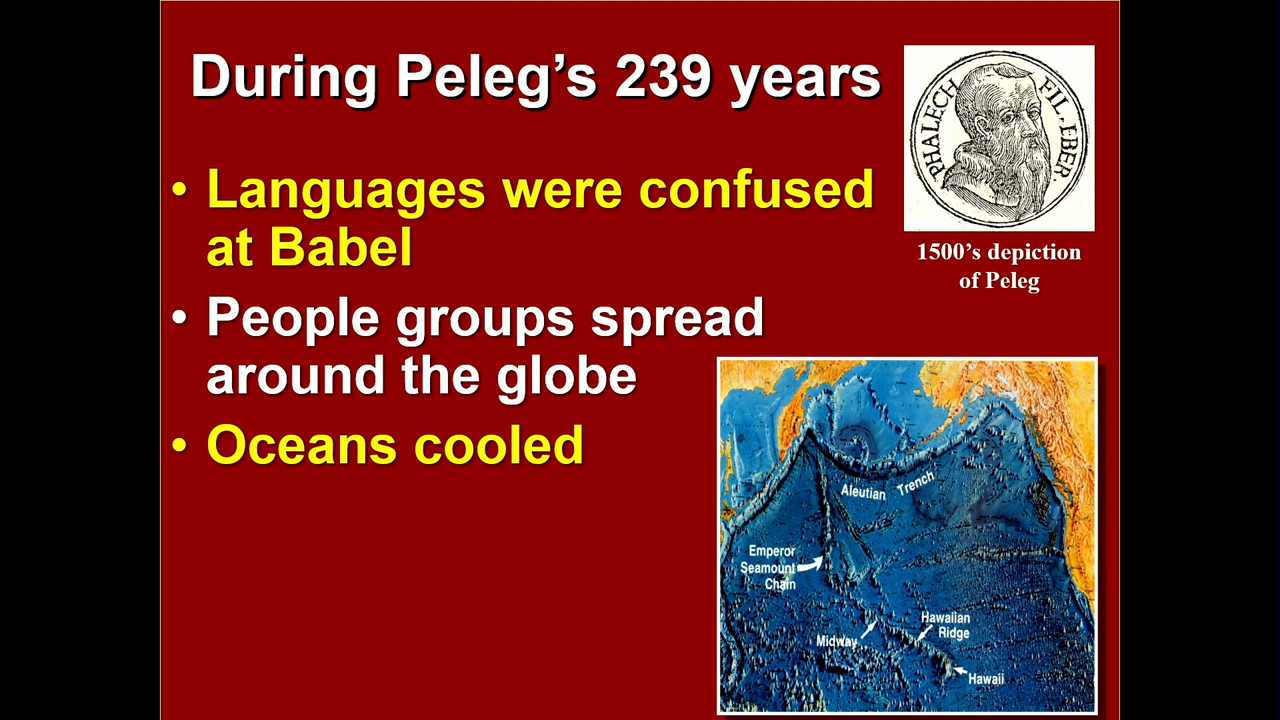 During Peleg’s 239 years
PHALECH FIL. EBER.
1500’s depiction
of Peleg
• Languages were confused
at Babel
• People groups spread
around the globe
• Oceans cooled
Aleutian Trench
Emperor
Seamount
Chain
Hawaiian
Ridge
Midway
Hawaii